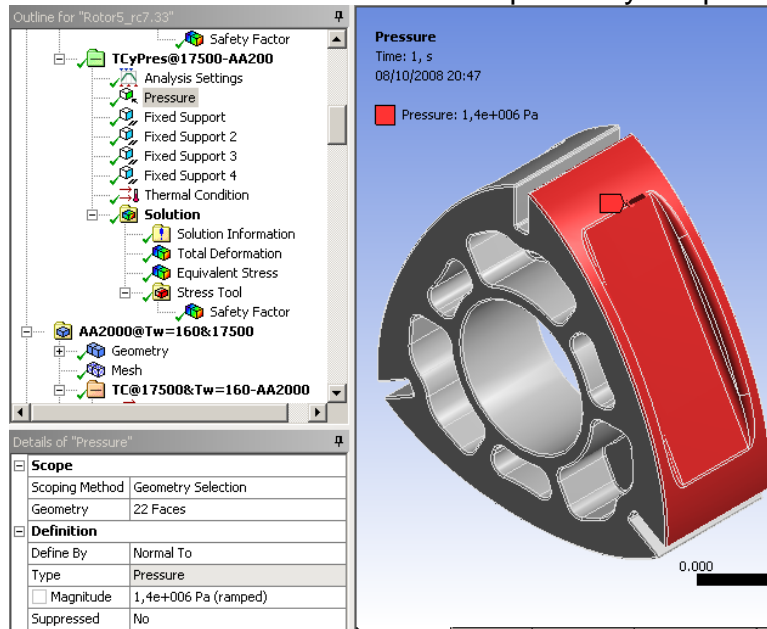 Outline for "Rotor5_rc7.33"
Safety Factor
TCyPres@17500-AA200
Analysis Settings
Pressure
Fixed Support
Fixed Support 2
Fixed Support 3
Fixed Support 4
Thermal Condition
Solution
Solution Information
Total Deformation
Equivalent Stress
Stress Tool
Safety Factor
AA2000@Tw=160&17500
Geometry
Mesh
TC@17500&Tw=160-AA2000
Details of "Pressure"
Scope
Scoping Method Geometry Selection
Geometry 22 Faces
Definition
Define By Normal To
Type Pressure
Magnitude 1,4e+006 Pa (ramped)
Suppressed No
Pressure
Time: 1, s
08/10/2008 20:47
Pressure: 1,4e+006 Pa
0.000